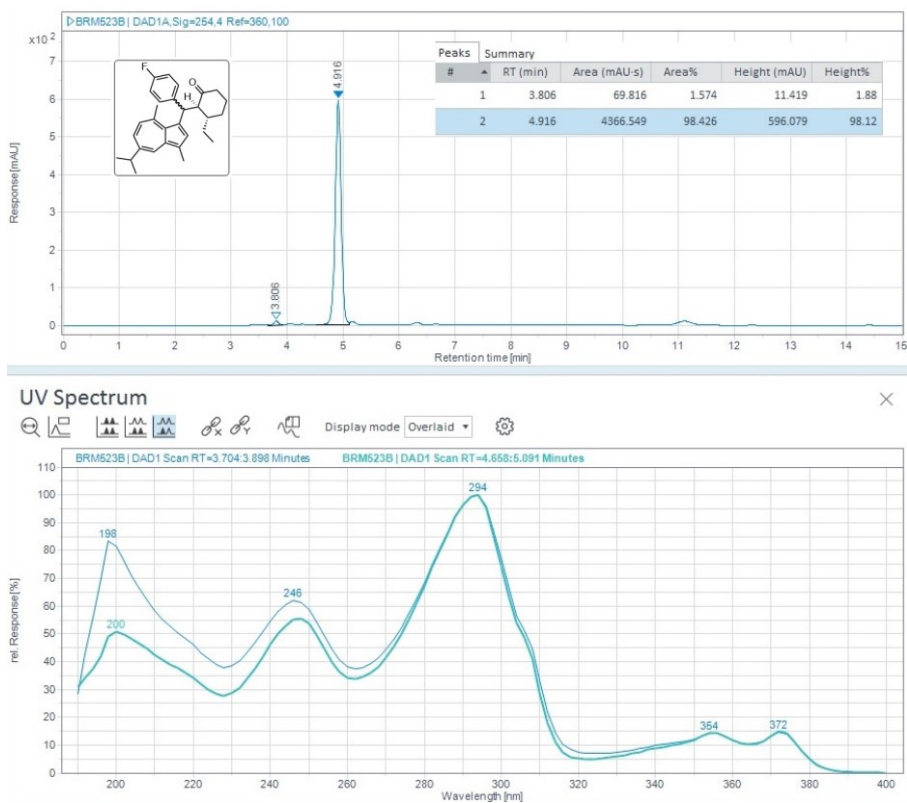 BRM523B | DAD1A,Sig=254,4 Ref=360,100
x10²
7
6
5
4
3
2
1
0
Response[mAU]
F
O
H
3.806
4.916
Peaks Summary
# RT (min) Area (mAU·s) Area% Height (mAU) Height%
1 3.806 69.816 1.574 11.419 1.88
2 4.916 4366.549 98.426 596.079 98.12
0 1 2 3 4 5 6 7 8 9 10 11 12 13 14 15
Retention time [min]
UV Spectrum
X Y Display mode Overlaid
BRM523B | DAD1 Scan RT=3.704:3.898 Minutes BRM523B | DAD1 Scan RT=4.658:5.091 Minutes
110
100
90
80
70
60
50
40
30
20
10
0
rel. Response[%]
198
200
246
294
354
372
200 220 240 260 280 300 320 340 360 380 400
Wavelength [nm]